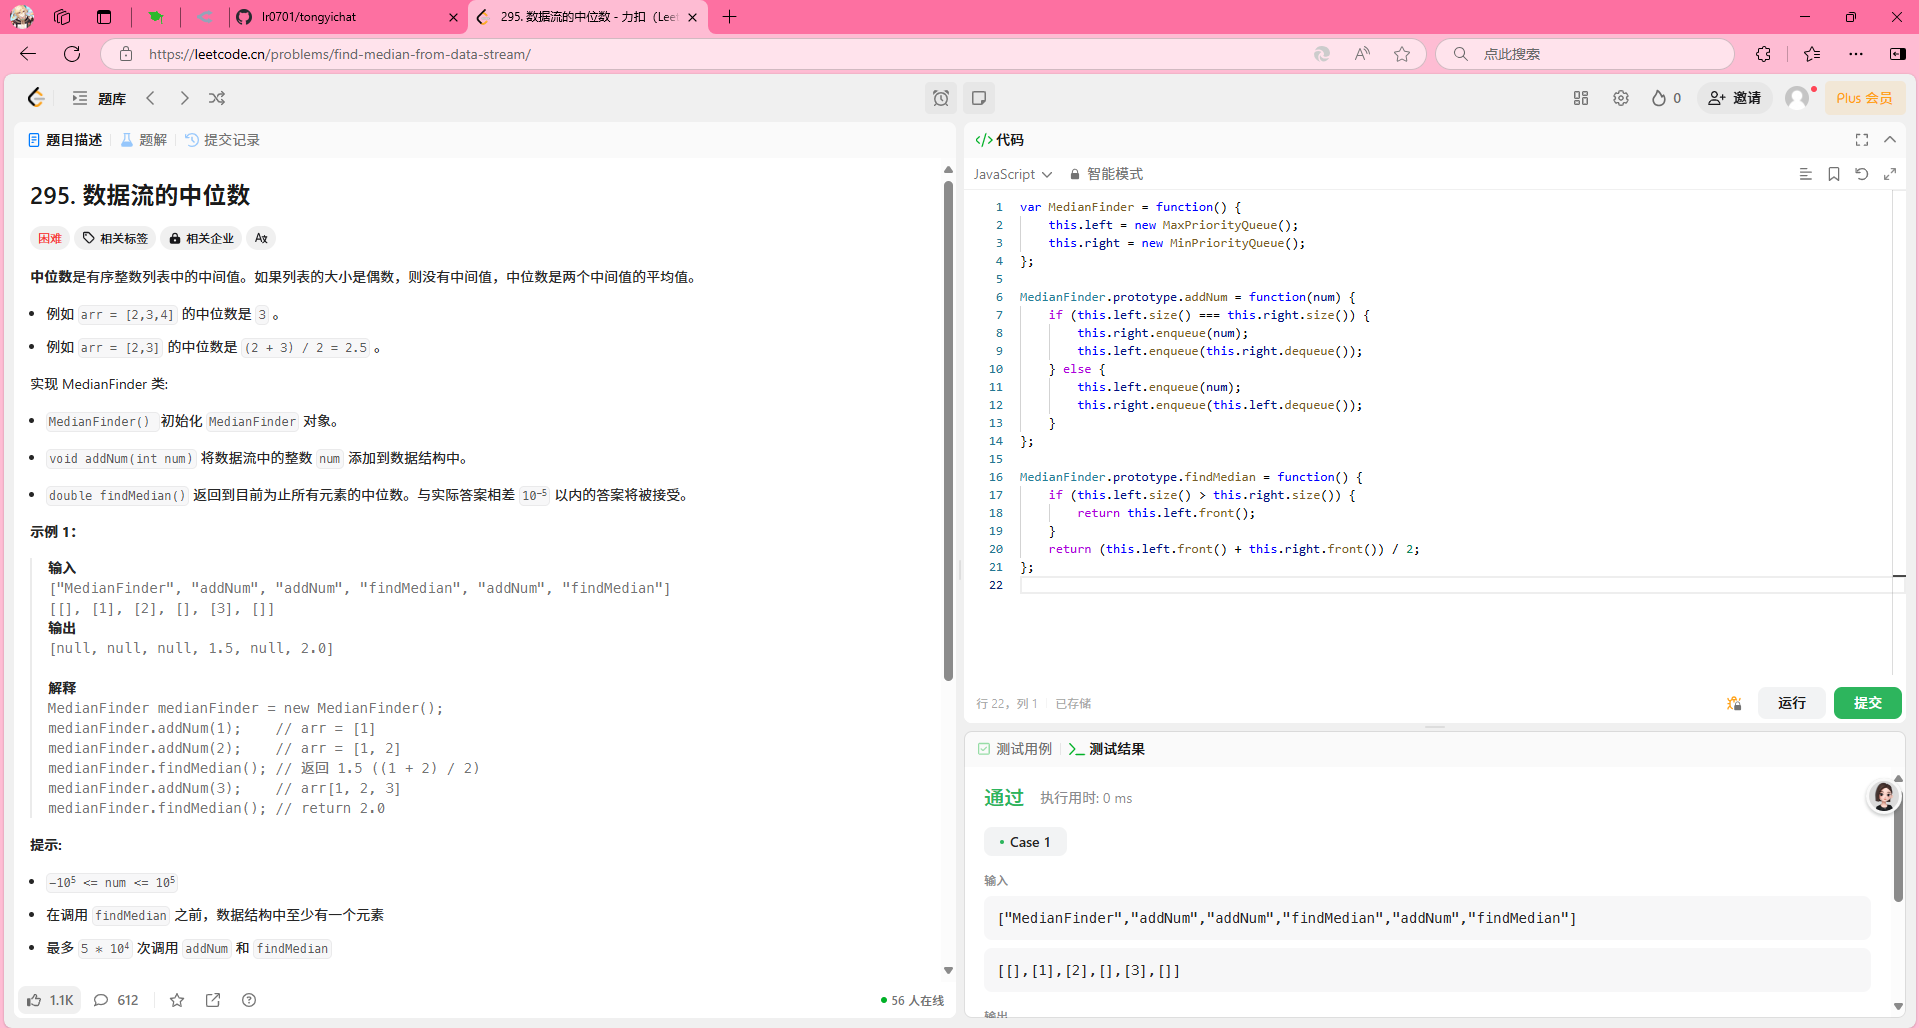 lr0701/tongyichat
295. 数据流的中位数 - 力扣（Leet
https://leetcode.cn/problems/find-median-from-data-stream/
点此搜索
题库
0
邀请
Plus 会员
题目描述
题解
提交记录
295. 数据流的中位数
困难
相关标签
相关企业
中位数是有序整数列表中的中间值。如果列表的大小是偶数，则没有中间值，中位数是两个中间值的平均值。
例如 arr = [2,3,4] 的中位数是 3 。
例如 arr = [2,3] 的中位数是 (2 + 3) / 2 = 2.5 。
实现 MedianFinder 类:
MedianFinder() 初始化 MedianFinder 对象。
void addNum(int num) 将数据流中的整数 num 添加到数据结构中。
double findMedian() 返回到目前为止所有元素的中位数。与实际答案相差 10⁻⁵ 以内的答案将被接受。
示例 1：
输入
["MedianFinder", "addNum", "addNum", "findMedian", "addNum", "findMedian"]
[[], [1], [2], [], [3], []]
输出
[null, null, null, 1.5, null, 2.0]
解释
MedianFinder medianFinder = new MedianFinder();
medianFinder.addNum(1);    // arr = [1]
medianFinder.addNum(2);    // arr = [1, 2]
medianFinder.findMedian(); // 返回 1.5 ((1 + 2) / 2)
medianFinder.addNum(3);    // arr[1, 2, 3]
medianFinder.findMedian(); // return 2.0
提示:
-10⁵ <= num <= 10⁵
在调用 findMedian 之前，数据结构中至少有一个元素
最多 5 * 10⁴ 次调用 addNum 和 findMedian
1.1K
612
56 人在线
</> 代码
JavaScript
智能模式
1 var MedianFinder = function() {
2     this.left = new MaxPriorityQueue();
3     this.right = new MinPriorityQueue();
4 };
5
6 MedianFinder.prototype.addNum = function(num) {
7     if (this.left.size() === this.right.size()) {
8         this.right.enqueue(num);
9         this.left.enqueue(this.right.dequeue());
10     } else {
11         this.left.enqueue(num);
12         this.right.enqueue(this.left.dequeue());
13     }
14 };
15
16 MedianFinder.prototype.findMedian = function() {
17     if (this.left.size() > this.right.size()) {
18         return this.left.front();
19     }
20     return (this.left.front() + this.right.front()) / 2;
21 };
22
行 22，列 1
已存储
运行
提交
测试用例
测试结果
通过
执行用时: 0 ms
Case 1
输入
["MedianFinder","addNum","addNum","findMedian","addNum","findMedian"]
[[],[1],[2],[],[3],[]]
输出